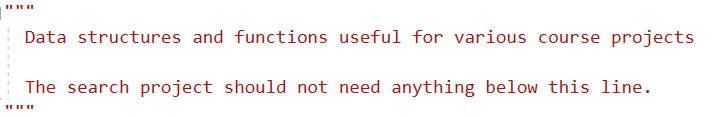 """
Data structures and functions useful for various course projects
The search project should not need anything below this line.
"""